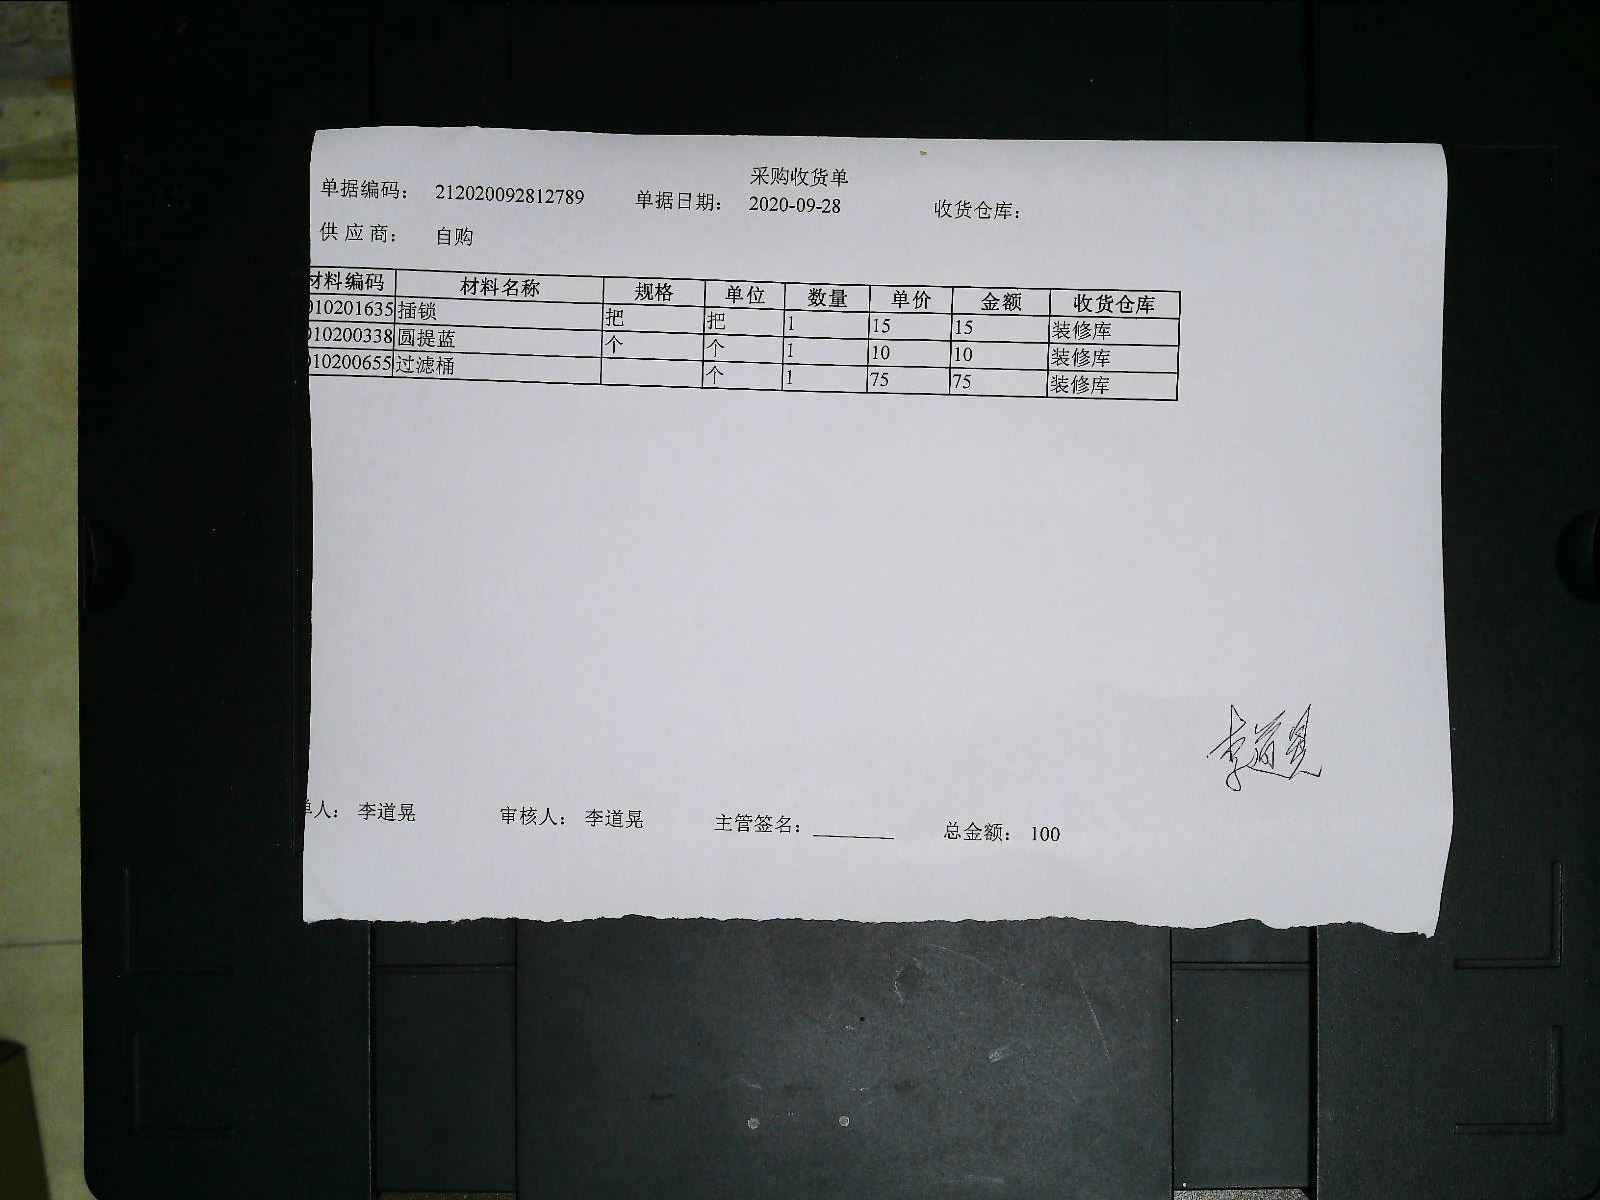 采购收货单
单据编码: 212020092812789 单据日期: 2020-09-28 收货仓库:
供 应 商: 自购
材料编码 材料名称 规格 单位 数量 单价 金额 收货仓库
010201635 插锁 把 把 1 15 15 装修库
010200338 圆提蓝 个 个 1 10 10 装修库
010200655 过滤桶 个 1 75 75 装修库
李道晃
单人: 李道晃 审核人: 李道晃 主管签名: ________ 总金额: 100